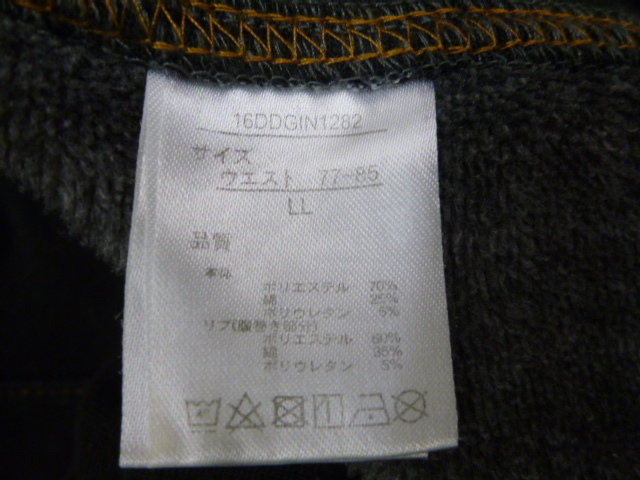 16DDGIN1282
サイズ
ウエスト 77~85
LL
品質
本体
ポリエステル 70%
綿 25%
ポリウレタン 5%
リブ(腹巻き部分)
ポリエステル 60%
綿 35%
ポリウレタン 5%